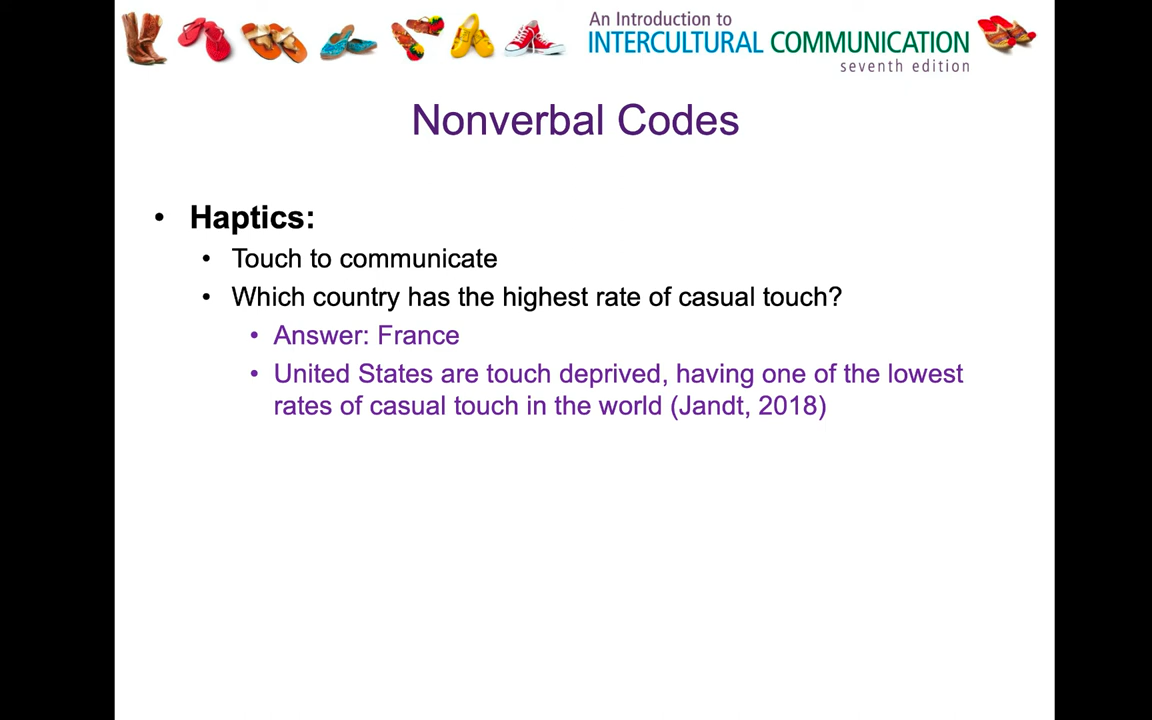 An Introduction to
INTERCULTURAL COMMUNICATION
seventh edition
Nonverbal Codes
• Haptics:
• Touch to communicate
• Which country has the highest rate of casual touch?
• Answer: France
• United States are touch deprived, having one of the lowest
rates of casual touch in the world (Jandt, 2018)